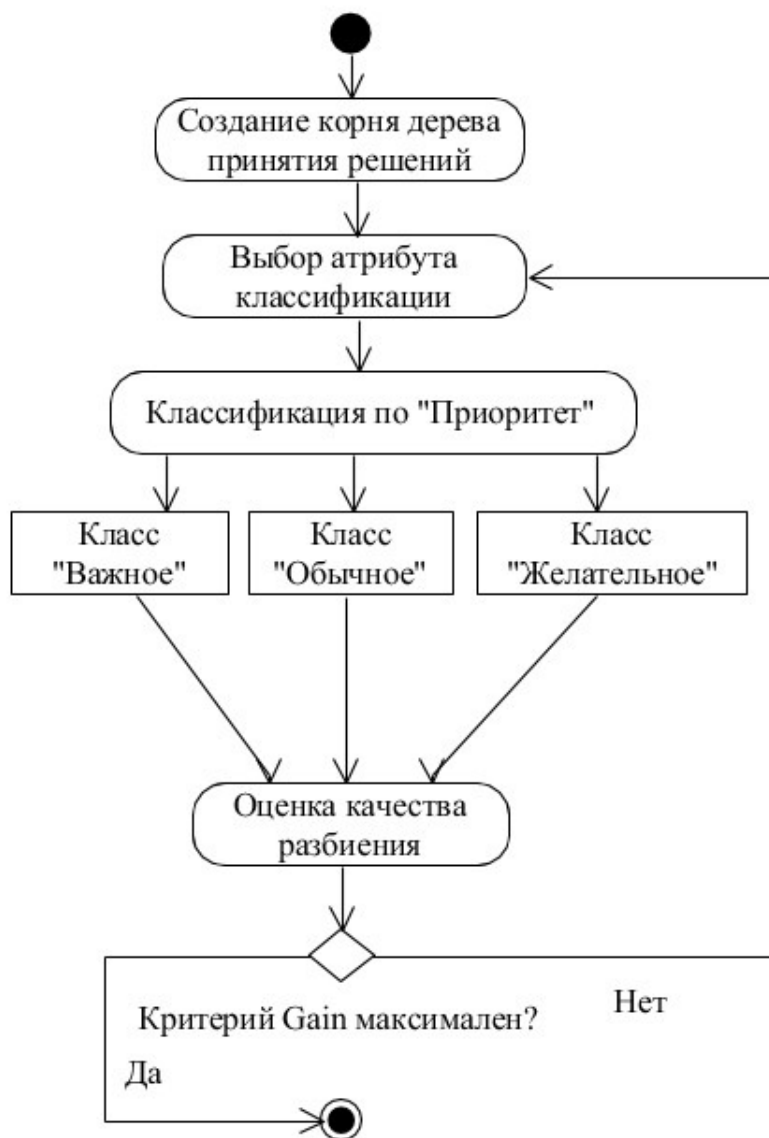 Создание корня дерева
принятия решений
Выбор атрибута
классификации
Классификация по "Приоритет"
Класс
"Важное"
Класс
"Обычное"
Класс
"Желательное"
Оценка качества
разбиения
Нет
Критерий Gain максимален?
Да